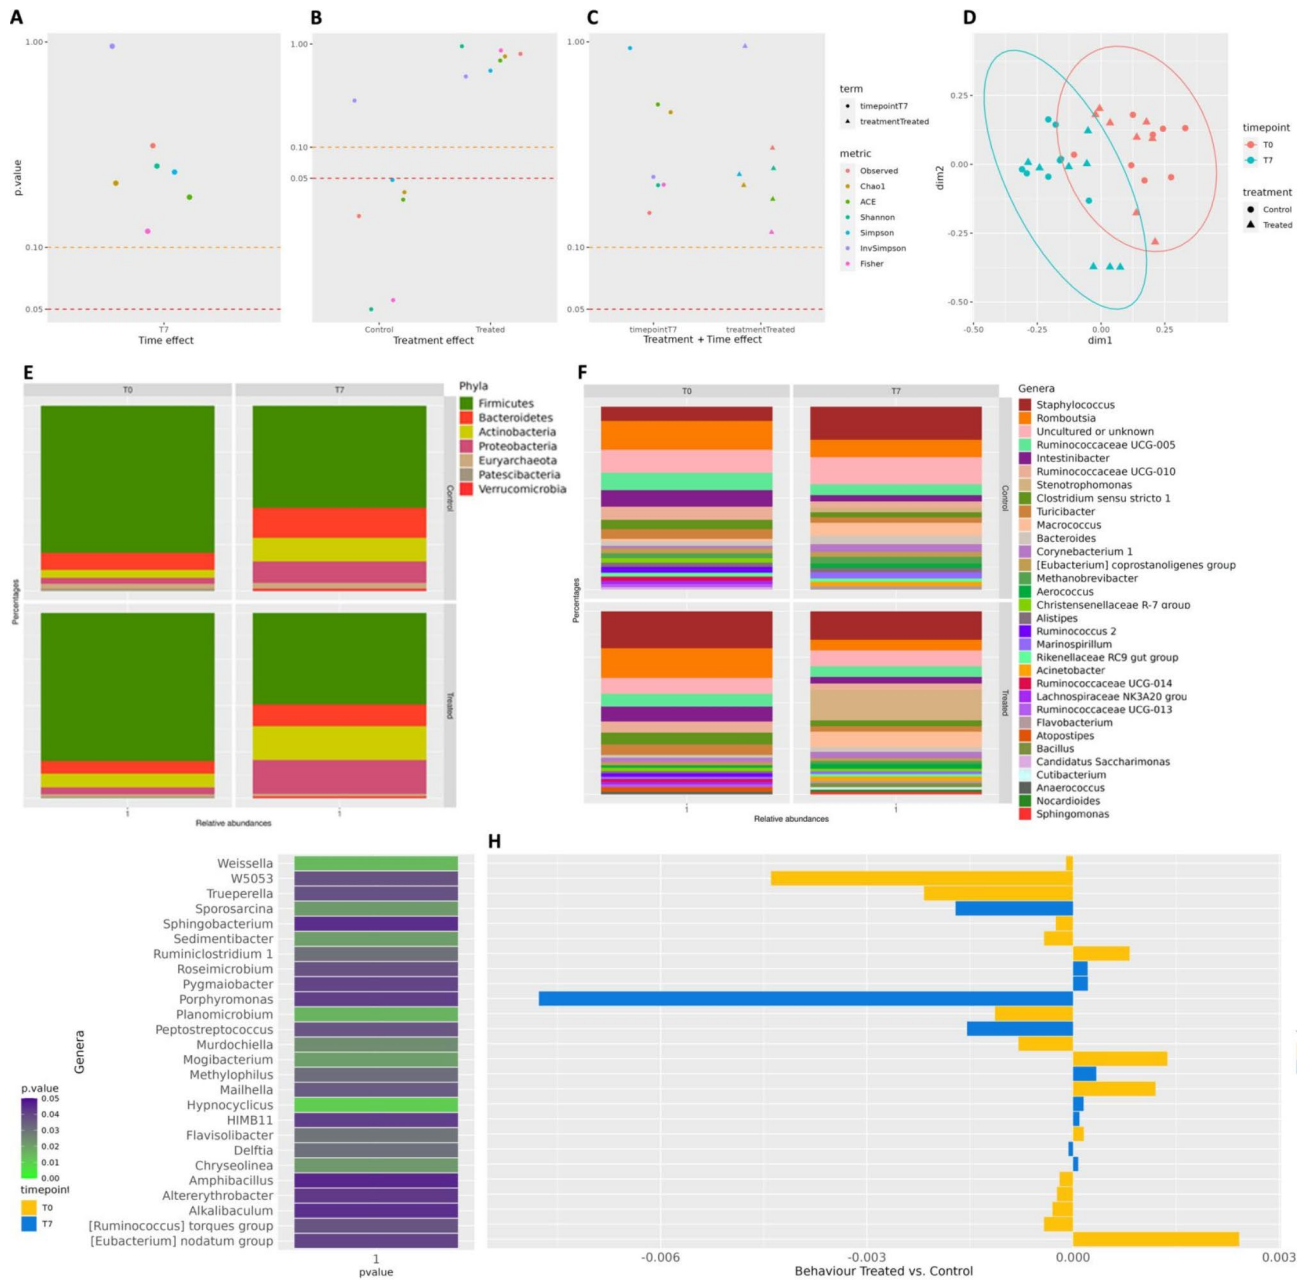 A
1.00
0.10
0.05
p.value
T7
Time effect
B
1.00
0.10
0.05
Control
Treated
Treatment effect
C
1.00
0.10
0.05
timepointT7
treatmentTreated
Treatment + Time effect
term
timepointT7
treatmentTreated
metric
Observed
Chao1
ACE
Shannon
Simpson
InvSimpson
Fisher
D
0.25
0.00
-0.25
-0.50
dim2
-0.50
-0.25
0.00
0.25
dim1
timepoint
T0
T7
treatment
Control
Treated
E
T0
T7
Control
Treated
Percentages
1
1
Relative abundances
Phyla
Firmicutes
Bacteroidetes
Actinobacteria
Proteobacteria
Euryarchaeota
Patescibacteria
Verrucomicrobia
F
T0
T7
Control
Treated
Percentages
1
1
Relative abundances
Genera
Staphylococcus
Romboutsia
Uncultured or unknown
Ruminococcaceae UCG-005
Intestinibacter
Ruminococcaceae UCG-010
Stenotrophomonas
Clostridium sensu stricto 1
Turicibacter
Macrococcus
Bacteroides
Corynebacterium 1
[Eubacterium] coprostanoligenes group
Methanobrevibacter
Aerococcus
Christensenellaceae R-7 group
Alistipes
Ruminococcus 2
Marinospirillum
Rikenellaceae RC9 gut group
Acinetobacter
Ruminococcaceae UCG-014
Lachnospiraceae NK3A20 grou
Ruminococcaceae UCG-013
Flavobacterium
Atopostipes
Bacillus
Candidatus Saccharimonas
Cutibacterium
Anaerococcus
Nocardioides
Sphingomonas
H
Weissella
W5053
Trueperella
Sporosarcina
Sphingobacterium
Sedimentibacter
Ruminiclostridium 1
Roseimicrobium
Pygmaiobacter
Porphyromonas
Planomicrobium
Peptostreptococcus
Murdochiella
Mogibacterium
Methylophilus
Mailhella
Hypnocyclicus
HIMB11
Flavisolibacter
Delftia
Chryseolinea
Amphibacillus
Altererythrobacter
Alkalibaculum
[Ruminococcus] torques group
[Eubacterium] nodatum group
Genera
p.value
0.05
0.04
0.03
0.02
0.01
0.00
timepoint
T0
T7
1
pvalue
-0.006
-0.003
0.000
0.003
Behaviour Treated vs. Control